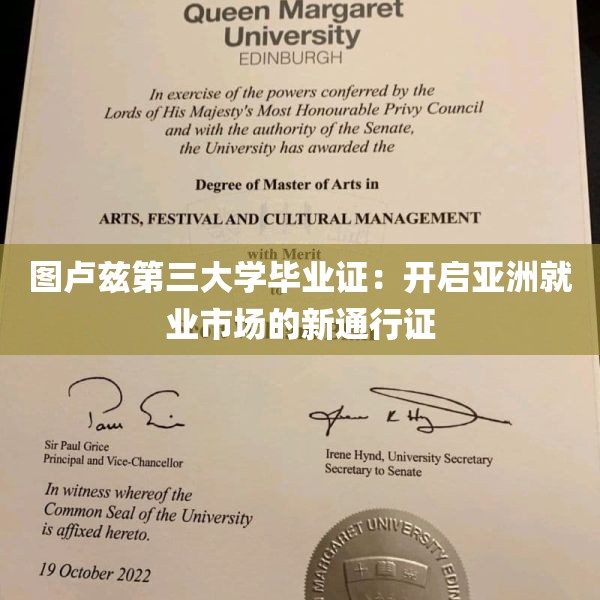 Queen Margaret
University
EDINBURGH
In exercise of the powers conferred by the
Lords of His Majesty's Most Honourable Privy Council
and with the authority of the Senate,
the University has awarded the
Degree of Master of Arts in
ARTS, FESTIVAL AND CULTURAL MANAGEMENT
with Merit
to
图卢兹第三大学毕业证：开启亚洲就
业市场的新通行证
Sir Paul Grice
Principal and Vice-Chancellor
Irene Hynd, University Secretary
Secretary to Senate
In witness whereof the
Common Seal of the University
is affixed hereto.
19 October 2022
MARGARET UNIVERSITY EDIN